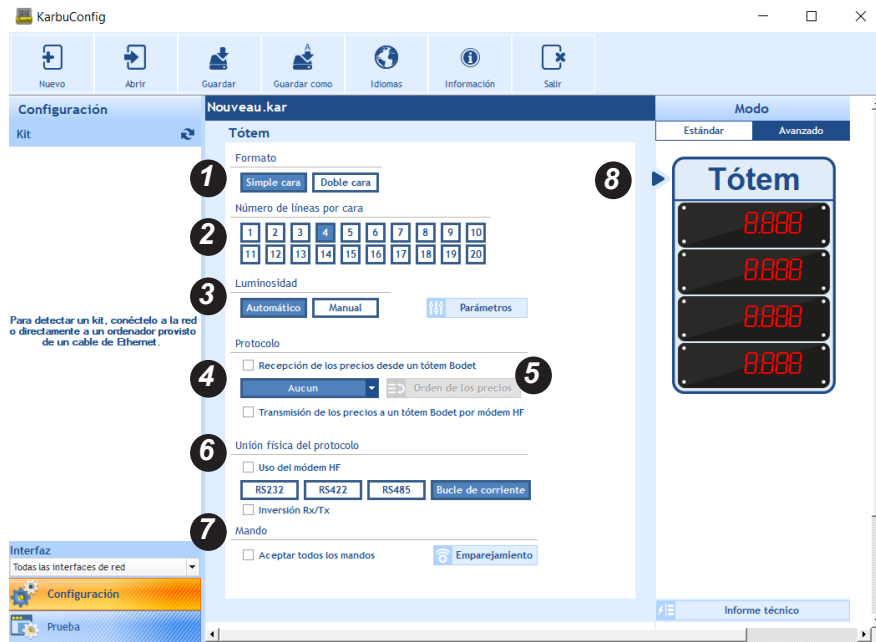 KarbuConfig
Nuevo
Abrir
Guardar
A
Guardar como
Idiomas
Información
Salir
Configuración
Kit
Para detectar un kit, conéctelo a la red
o directamente a un ordenador provisto
de un cable de Ethernet.
Interfaz
Todas las interfaces de red
Configuración
Prueba
Nouveau.kar
Tótem
1
Formato
Simple cara
Doble cara
2
Número de líneas por cara
1 2 3 4 5 6 7 8 9 10
11 12 13 14 15 16 17 18 19 20
3
Luminosidad
Automático
Manual
Parámetros
Protocolo
Recepción de los precios desde un tótem Bodet
4
Aucun
Orden de los precios
5
Transmisión de los precios a un tótem Bodet por módem HF
6
Unión física del protocolo
Uso del módem HF
RS232
RS422
RS485
Bucle de corriente
Inversión Rx/Tx
7
Mando
Aceptar todos los mandos
Emparejamiento
Modo
Estándar
Avanzado
8
Tótem
8.888
8.888
8.888
8.888
Informe técnico